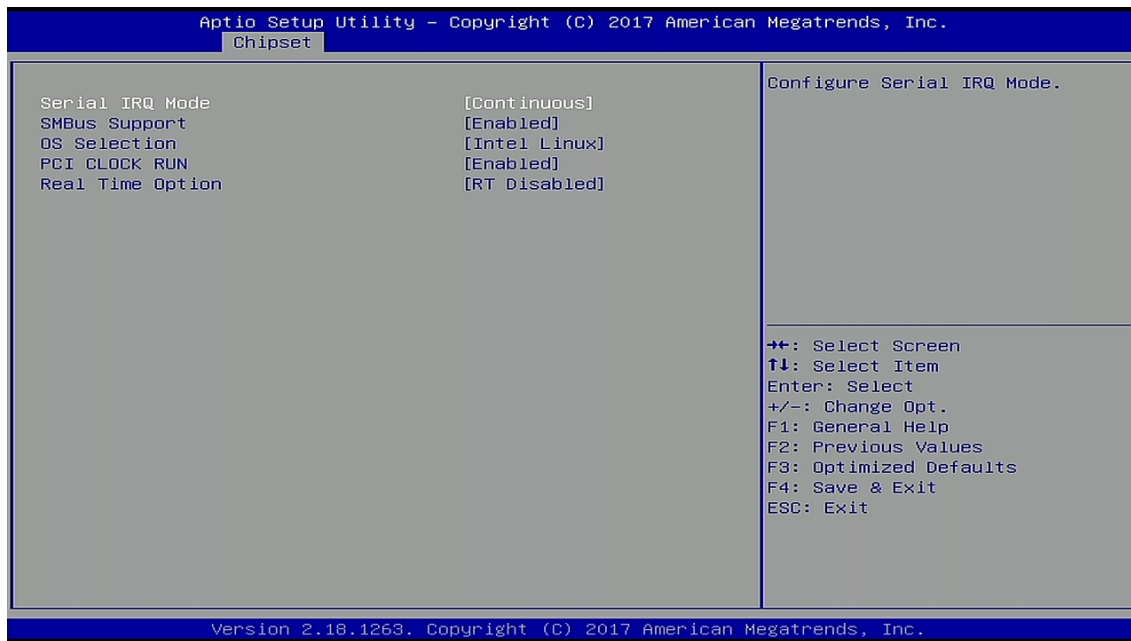 Aptio Setup Utility – Copyright (C) 2017 American Megatrends, Inc.
Chipset
Serial IRQ Mode [Continuous]
SMBus Support [Enabled]
OS Selection [Intel Linux]
PCI CLOCK RUN [Enabled]
Real Time Option [RT Disabled]
Configure Serial IRQ Mode.
→←: Select Screen
↑↓: Select Item
Enter: Select
+/-: Change Opt.
F1: General Help
F2: Previous Values
F3: Optimized Defaults
F4: Save & Exit
ESC: Exit
Version 2.18.1263. Copyright (C) 2017 American Megatrends, Inc.